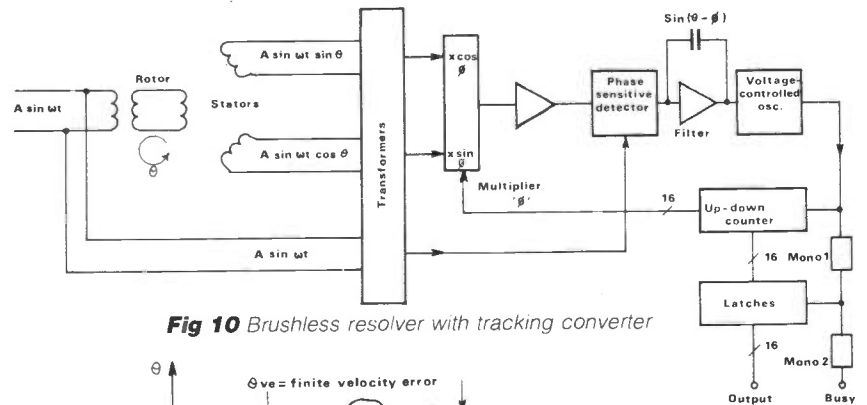 Sin (θ - ø)
A sin ωt sin θ
x cos ø
Phase sensitive detector
Voltage-controlled osc.
Rotor
Stators
A sin ωt
Filter
θ
A sin ωt cos θ
x sin ø
Transformers
Multiplier 'ø'
16
Up-down counter
A sin ωt
16
Mono 1
Latches
Fig 10 Brushless resolver with tracking converter
16
Mono 2
θ
θve = finite velocity error
Output
Busy